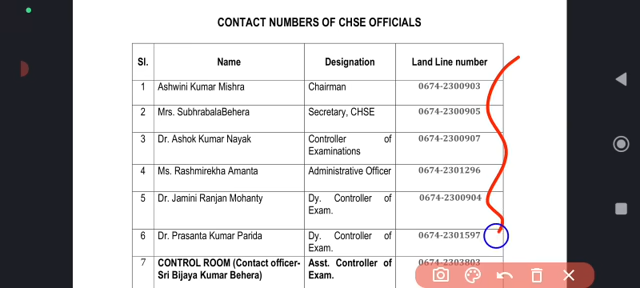 CONTACT NUMBERS OF CHSE OFFICIALS
Sl. Name Designation Land Line number
1 Ashwini Kumar Mishra Chairman 0674-2300903
2 Mrs. SubhrabalaBehera Secretary, CHSE 0674-2300905
3 Dr. Ashok Kumar Nayak Controller of 0674-2300907
Examinations
4 Ms. Rashmirekha Amanta Administrative Officer 0674-2301296
5 Dr. Jamini Ranjan Mohanty Dy. Controller of 0674-2300904
Exam.
6 Dr. Prasanta Kumar Parida Dy. Controller of 0674-2301597
Exam.
7 CONTROL ROOM (Contact officer- Asst. Controller of 0674-2303803
Sri Bijaya Kumar Behera) Exam.